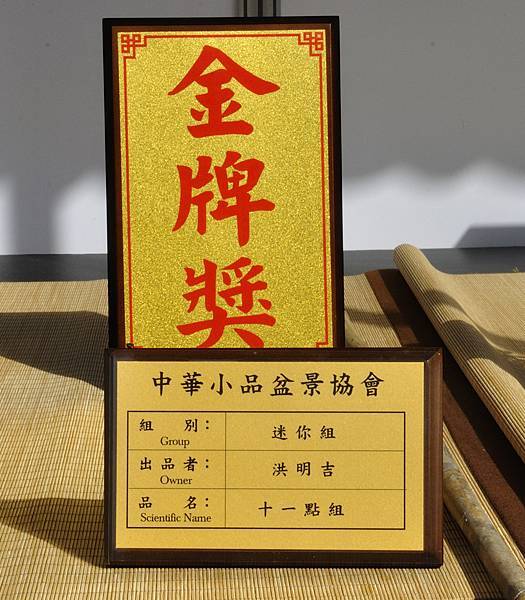 金牌獎
中華小品盆景協會
組別： 迷你組
Group
出品者： 洪明吉
Owner
品名： 十一點組
Scientific Name